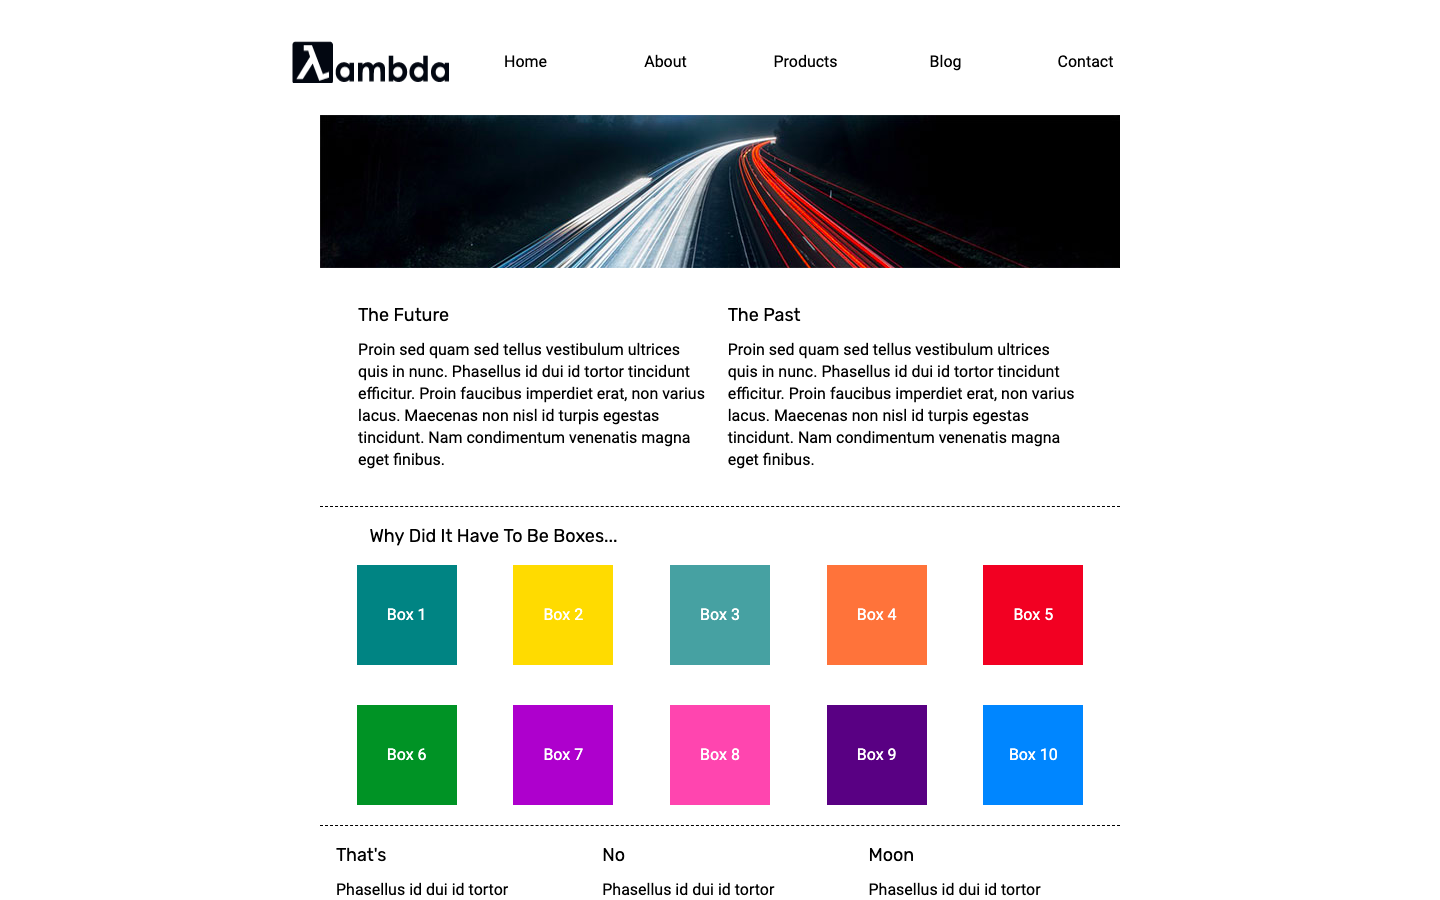 λambda
Home
About
Products
Blog
Contact
The Future
Proin sed quam sed tellus vestibulum ultrices
quis in nunc. Phasellus id dui id tortor tincidunt
efficitur. Proin faucibus imperdiet erat, non varius
lacus. Maecenas non nisl id turpis egestas
tincidunt. Nam condimentum venenatis magna
eget finibus.
The Past
Proin sed quam sed tellus vestibulum ultrices
quis in nunc. Phasellus id dui id tortor tincidunt
efficitur. Proin faucibus imperdiet erat, non varius
lacus. Maecenas non nisl id turpis egestas
tincidunt. Nam condimentum venenatis magna
eget finibus.
Why Did It Have To Be Boxes...
Box 1
Box 2
Box 3
Box 4
Box 5
Box 6
Box 7
Box 8
Box 9
Box 10
That's
Phasellus id dui id tortor
No
Phasellus id dui id tortor
Moon
Phasellus id dui id tortor